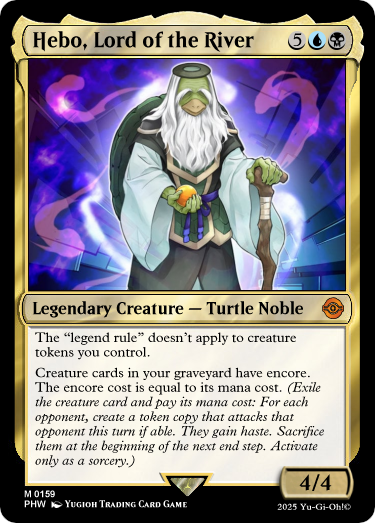 Hebo, Lord of the River 5
Legendary Creature — Turtle Noble
The “legend rule” doesn’t apply to creature
tokens you control.
Creature cards in your graveyard have encore.
The encore cost is equal to its mana cost. (Exile
the creature card and pay its mana cost: For each
opponent, create a token copy that attacks that
opponent this turn if able. They gain haste. Sacrifice
them at the beginning of the next end step. Activate
only as a sorcery.)
4/4
M 0159
PHW Yugioh Trading Card Game
2025 Yu-Gi-Oh!©